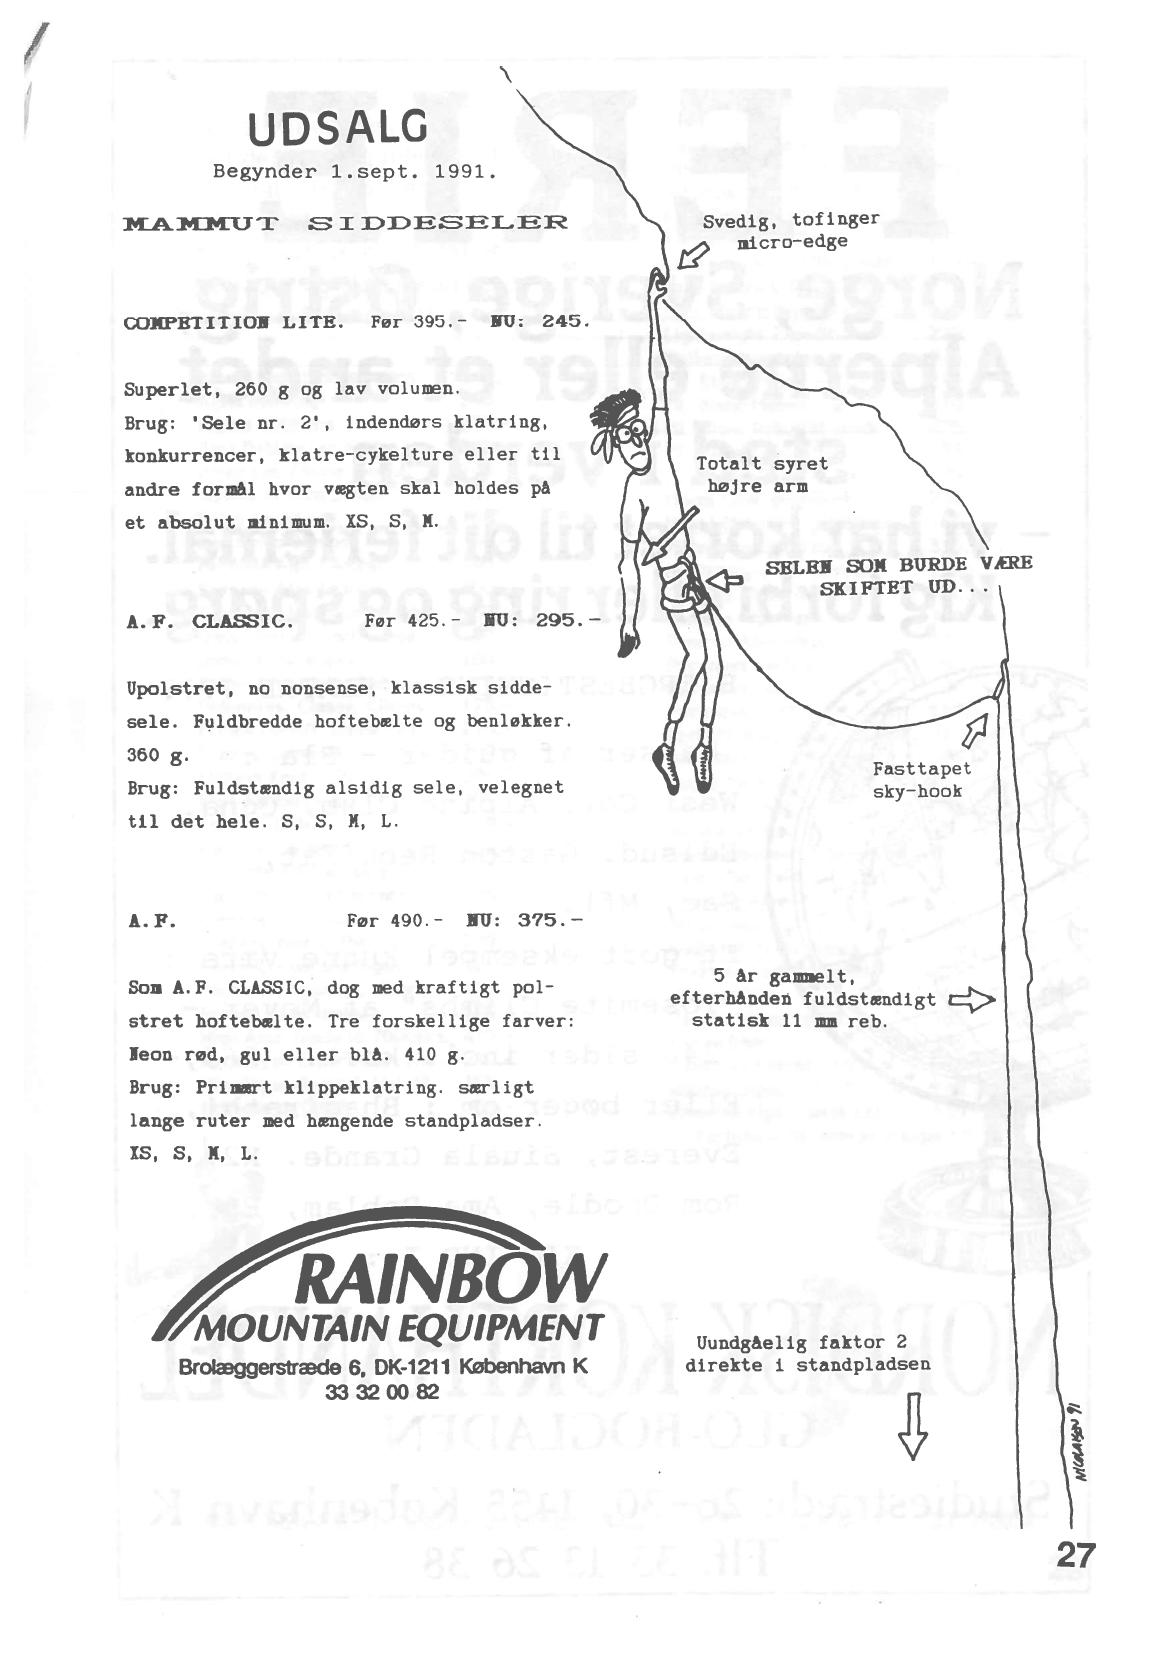 UDSALG
Begynder 1.sept. 1991.
MAMMUT SIDDESELER
COMPETITION LITE. Før 395.- NU: 245.
Superlet, 260 g og lav volumen.
Brug: 'Sele nr. 2', indendørs klatring,
konkurrencer, klatre-cykelture eller til
andre formål hvor vægten skal holdes på
et absolut minimum. XS, S, M.
A.F. CLASSIC. Før 425.- NU: 295.-
Upolstret, no nonsense, klassisk sidde-
sele. Fuldbredde hoftebælte og benløkker.
360 g.
Brug: Fuldstændig alsidig sele, velegnet
til det hele. S, S, M, L.
A.F. Før 490.- NU: 375.-
Som A.F. CLASSIC, dog med kraftigt pol-
stret hoftebælte. Tre forskellige farver:
Neon rød, gul eller blå. 410 g.
Brug: Primært klippeklatring. særligt
lange ruter med hængende standpladser.
XS, S, M, L.
RAINBOW
MOUNTAIN EQUIPMENT
Brolæggerstræde 6, DK-1211 København K
33 32 00 82
Svedig, tofinger
micro-edge
Totalt syret
højre arm
SELEN SOM BURDE VÆRE
SKIFTET UD...
Fasttapet
sky-hook
5 år gammelt,
efterhånden fuldstændigt
statisk 11 mm reb.
Uundgåelig faktor 2
direkte i standpladsen
NICOLAISEN 91
27